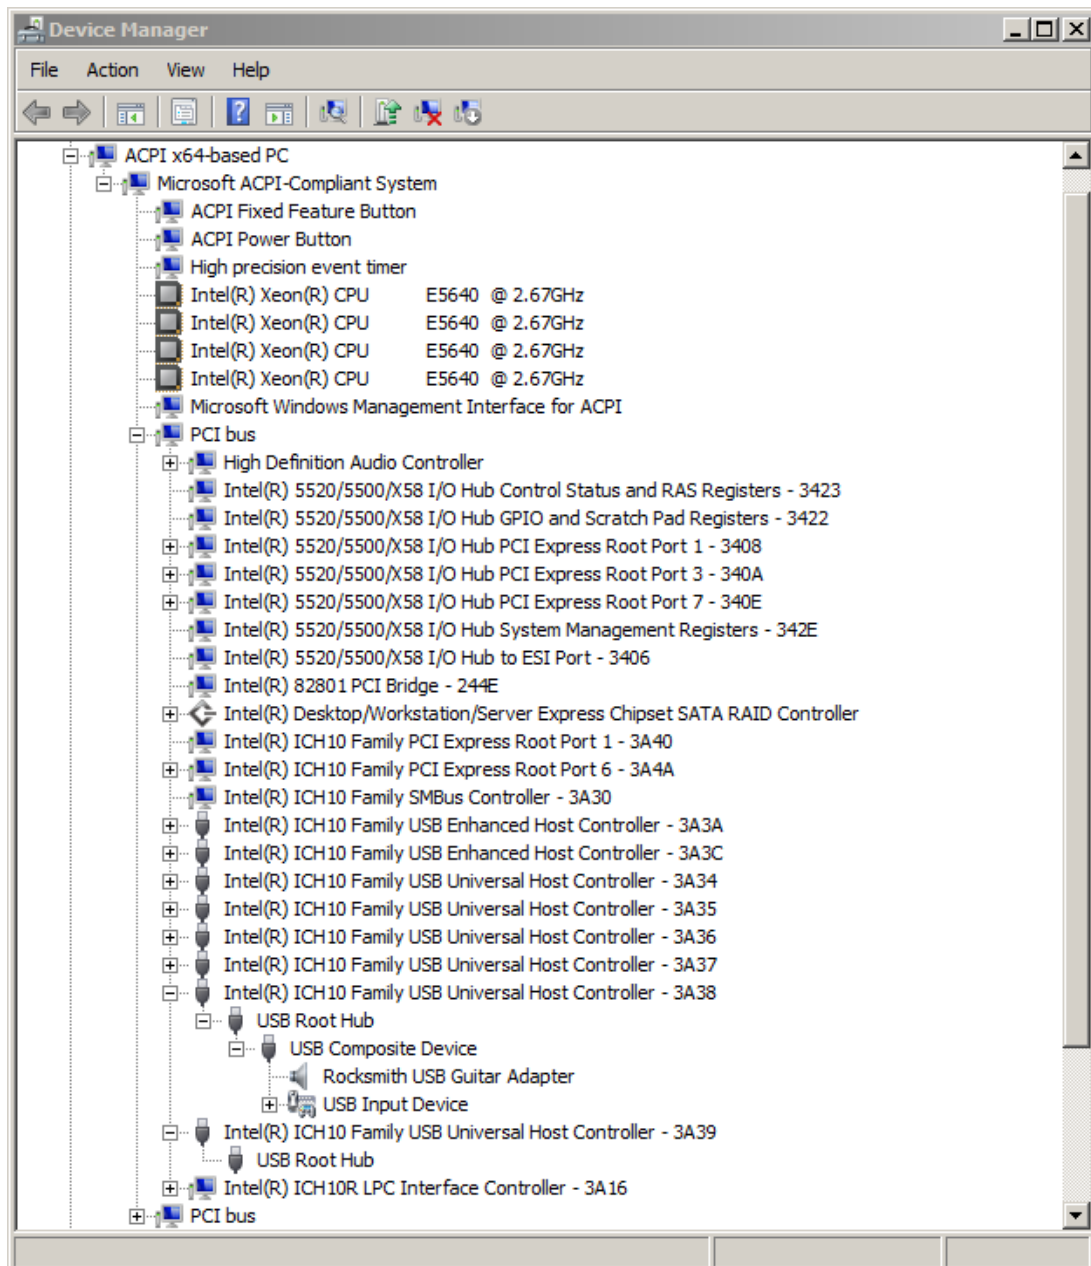 Device Manager
File Action View Help
ACPI x64-based PC
Microsoft ACPI-Compliant System
ACPI Fixed Feature Button
ACPI Power Button
High precision event timer
Intel(R) Xeon(R) CPU E5640 @ 2.67GHz
Intel(R) Xeon(R) CPU E5640 @ 2.67GHz
Intel(R) Xeon(R) CPU E5640 @ 2.67GHz
Intel(R) Xeon(R) CPU E5640 @ 2.67GHz
Microsoft Windows Management Interface for ACPI
PCI bus
High Definition Audio Controller
Intel(R) 5520/5500/X58 I/O Hub Control Status and RAS Registers - 3423
Intel(R) 5520/5500/X58 I/O Hub GPIO and Scratch Pad Registers - 3422
Intel(R) 5520/5500/X58 I/O Hub PCI Express Root Port 1 - 3408
Intel(R) 5520/5500/X58 I/O Hub PCI Express Root Port 3 - 340A
Intel(R) 5520/5500/X58 I/O Hub PCI Express Root Port 7 - 340E
Intel(R) 5520/5500/X58 I/O Hub System Management Registers - 342E
Intel(R) 5520/5500/X58 I/O Hub to ESI Port - 3406
Intel(R) 82801 PCI Bridge - 244E
Intel(R) Desktop/Workstation/Server Express Chipset SATA RAID Controller
Intel(R) ICH10 Family PCI Express Root Port 1 - 3A40
Intel(R) ICH10 Family PCI Express Root Port 6 - 3A4A
Intel(R) ICH10 Family SMBus Controller - 3A30
Intel(R) ICH10 Family USB Enhanced Host Controller - 3A3A
Intel(R) ICH10 Family USB Enhanced Host Controller - 3A3C
Intel(R) ICH10 Family USB Universal Host Controller - 3A34
Intel(R) ICH10 Family USB Universal Host Controller - 3A35
Intel(R) ICH10 Family USB Universal Host Controller - 3A36
Intel(R) ICH10 Family USB Universal Host Controller - 3A37
Intel(R) ICH10 Family USB Universal Host Controller - 3A38
USB Root Hub
USB Composite Device
Rocksmith USB Guitar Adapter
USB Input Device
Intel(R) ICH10 Family USB Universal Host Controller - 3A39
USB Root Hub
Intel(R) ICH10R LPC Interface Controller - 3A16
PCI bus